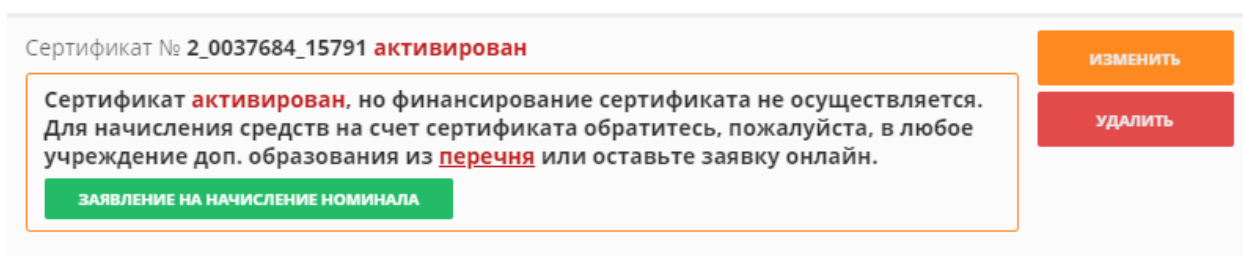 Сертификат № 2_0037684_15791 активирован
ИЗМЕНИТЬ
Сертификат активирован, но финансирование сертификата не осуществляется.
Для начисления средств на счет сертификата обратитесь, пожалуйста, в любое
учреждение доп. образования из перечня или оставьте заявку онлайн.
УДАЛИТЬ
ЗАЯВЛЕНИЕ НА НАЧИСЛЕНИЕ НОМИНАЛА